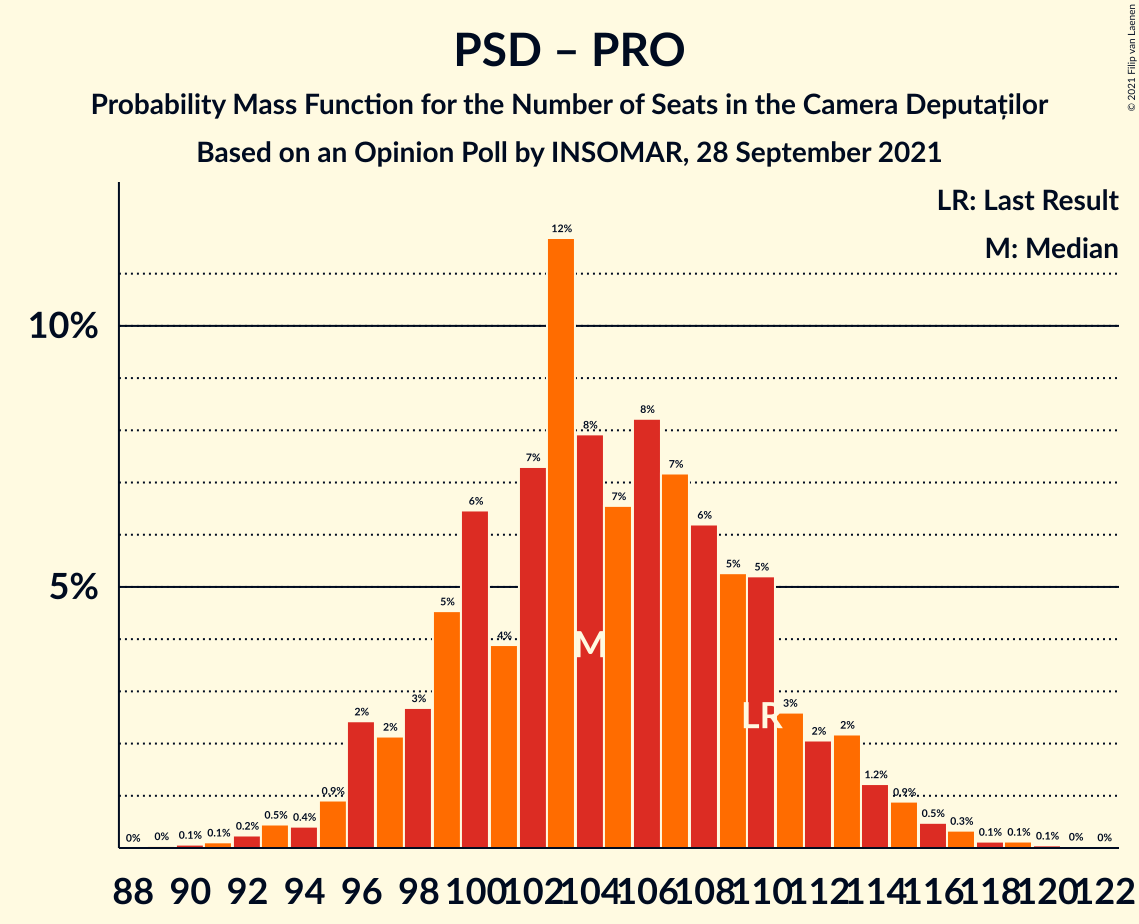 PSD – PRO
Probability Mass Function for the Number of Seats in the Camera Deputaților
Based on an Opinion Poll by INSOMAR, 28 September 2021
© 2021 Filip van Laenen
LR: Last Result
M: Median
10%
5%
0% 0% 0.1% 0.1% 0.2% 0.5% 0.4% 0.9% 2% 2% 3% 5% 6% 4% 7% 12% 8% 7% 8% 7% 6% 5% 5% 3% 2% 2% 1.2% 0.9% 0.5% 0.3% 0.1% 0.1% 0.1% 0% 0%
M
LR
88 90 92 94 96 98 100 102 104 106 108 110 112 114 116 118 120 122